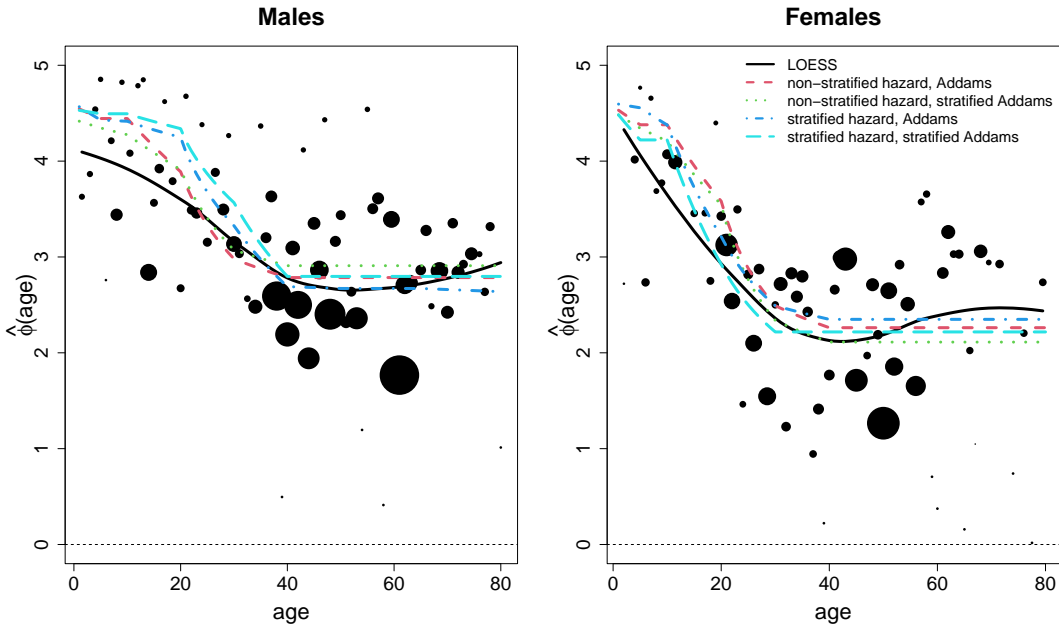 Males
Females
5
4
3
2
1
0
φ̂(age)
0
20
40
60
80
age
5
4
3
2
1
0
φ̂(age)
0
20
40
60
80
age
LOESS
non−stratified hazard, Addams
non−stratified hazard, stratified Addams
stratified hazard, Addams
stratified hazard, stratified Addams